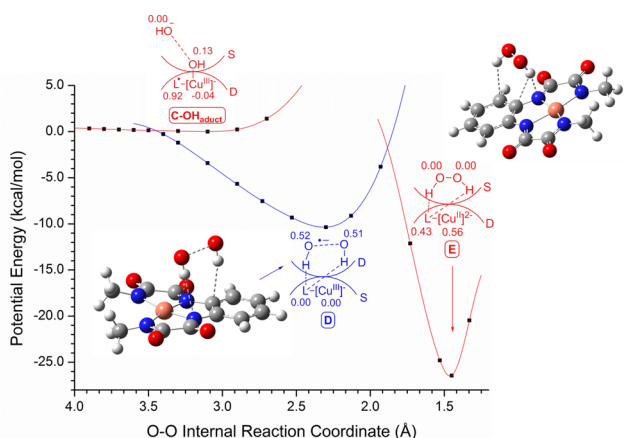 0.00
HO⁻
0.13
OH
S
L•–[Cu^III]-
D
0.92 -0.04
C-OH_aduct
5.0
0.0
-5.0
-10.0
-15.0
-20.0
-25.0
Potential Energy (kcal/mol)
4.0 3.5 3.0 2.5 2.0 1.5
O-O Internal Reaction Coordinate (Å)
0.52 •– 0.51
O O
H H D
L–[Cu^III]-
0.00 0.00 S
D
0.00 0.00
O–O
H H S
L–[Cu^II]2-
D
0.43 0.56
E